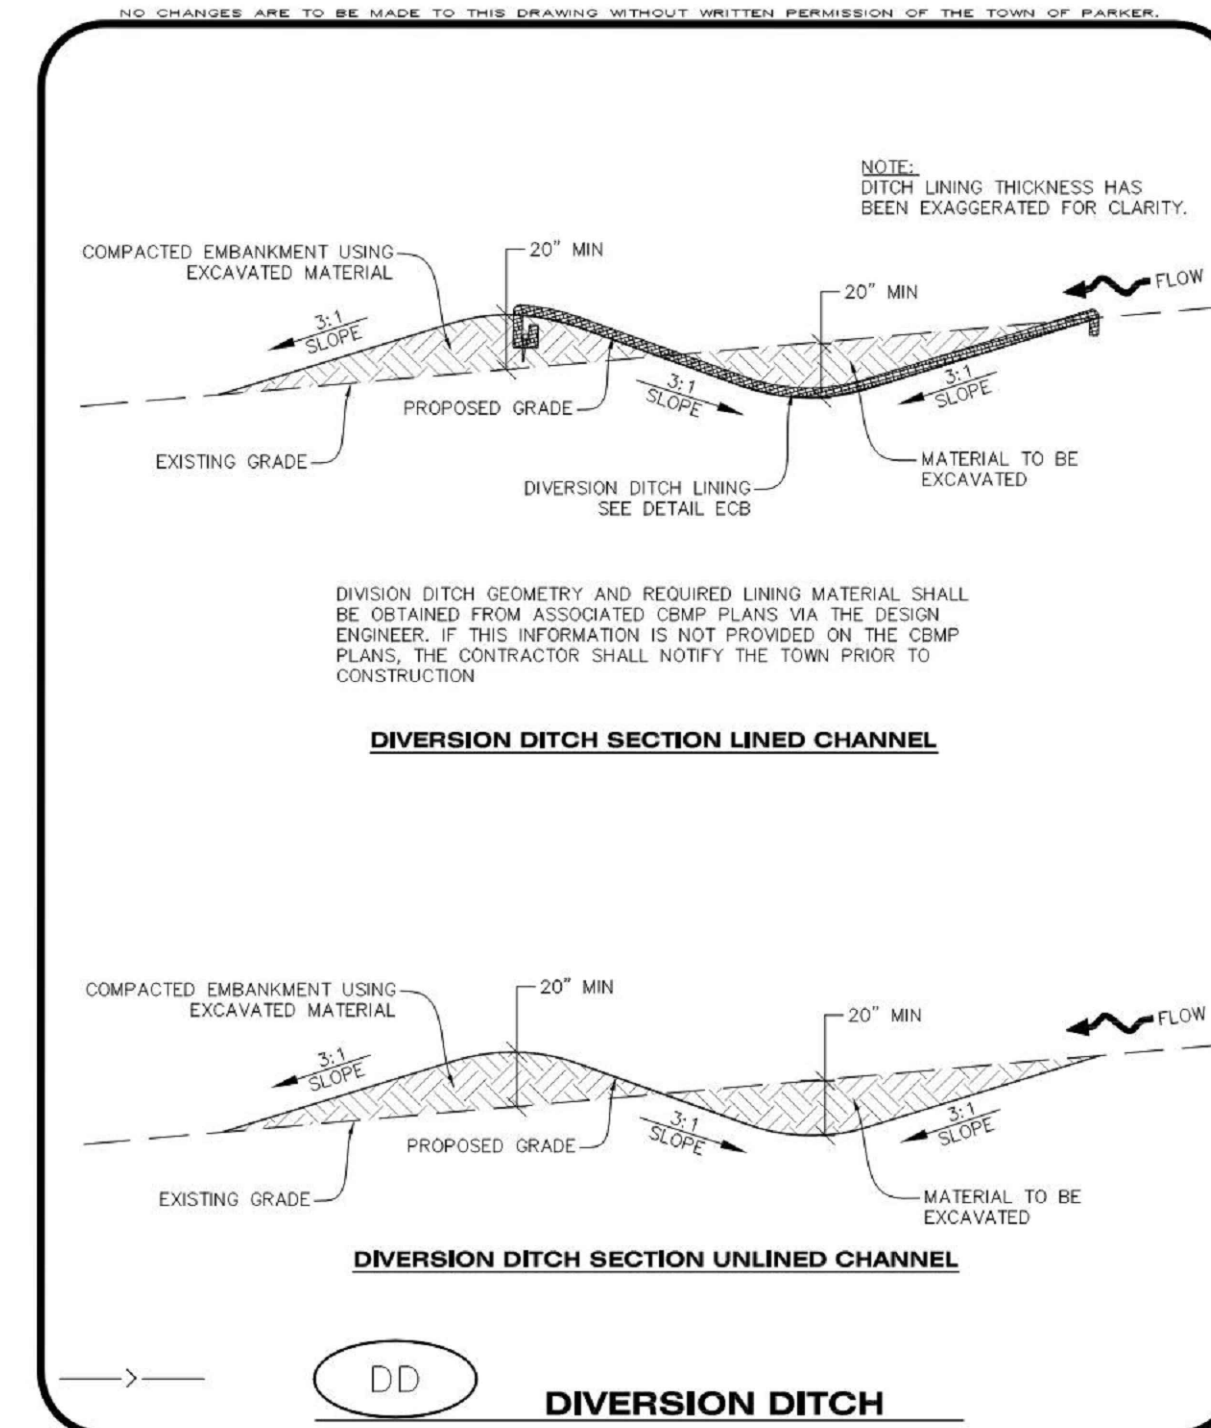 NO CHANGES ARE TO BE MADE TO THIS DRAWING WITHOUT WRITTEN PERMISSION OF THE TOWN OF PARKER.
NOTE:
DITCH LINING THICKNESS HAS
BEEN EXAGGERATED FOR CLARITY.
COMPACTED EMBANKMENT USING
EXCAVATED MATERIAL
20" MIN
20" MIN
FLOW
3:1
SLOPE
3:1
SLOPE
3:1
SLOPE
PROPOSED GRADE
EXISTING GRADE
MATERIAL TO BE
EXCAVATED
DIVERSION DITCH LINING
SEE DETAIL ECB
DIVISION DITCH GEOMETRY AND REQUIRED LINING MATERIAL SHALL
BE OBTAINED FROM ASSOCIATED CBMP PLANS VIA THE DESIGN
ENGINEER. IF THIS INFORMATION IS NOT PROVIDED ON THE CBMP
PLANS, THE CONTRACTOR SHALL NOTIFY THE TOWN PRIOR TO
CONSTRUCTION
DIVERSION DITCH SECTION LINED CHANNEL
COMPACTED EMBANKMENT USING
EXCAVATED MATERIAL
20" MIN
20" MIN
FLOW
3:1
SLOPE
3:1
SLOPE
3:1
SLOPE
PROPOSED GRADE
EXISTING GRADE
MATERIAL TO BE
EXCAVATED
DIVERSION DITCH SECTION UNLINED CHANNEL
DD
DIVERSION DITCH